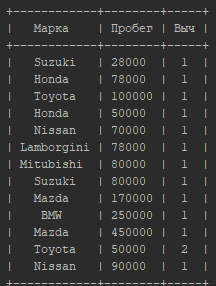 Марка Пробег Выч
Suzuki 28000 1
Honda 78000 1
Toyota 100000 1
Honda 50000 1
Nissan 70000 1
Lamborgini 78000 1
Mitubishi 80000 1
Suzuki 80000 1
Mazda 170000 1
BMW 250000 1
Mazda 450000 1
Toyota 50000 2
Nissan 90000 1